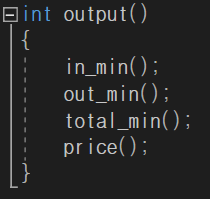 int output()
{
in_min();
out_min();
total_min();
price();
}